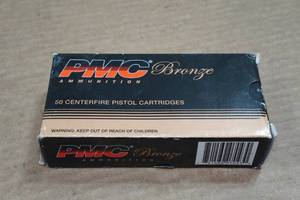 PMC Bronze
AMMUNITION
50 CENTERFIRE PISTOL CARTRIDGES
WARNING: KEEP OUT OF REACH OF CHILDREN
PMC Bronze
AMMUNITION